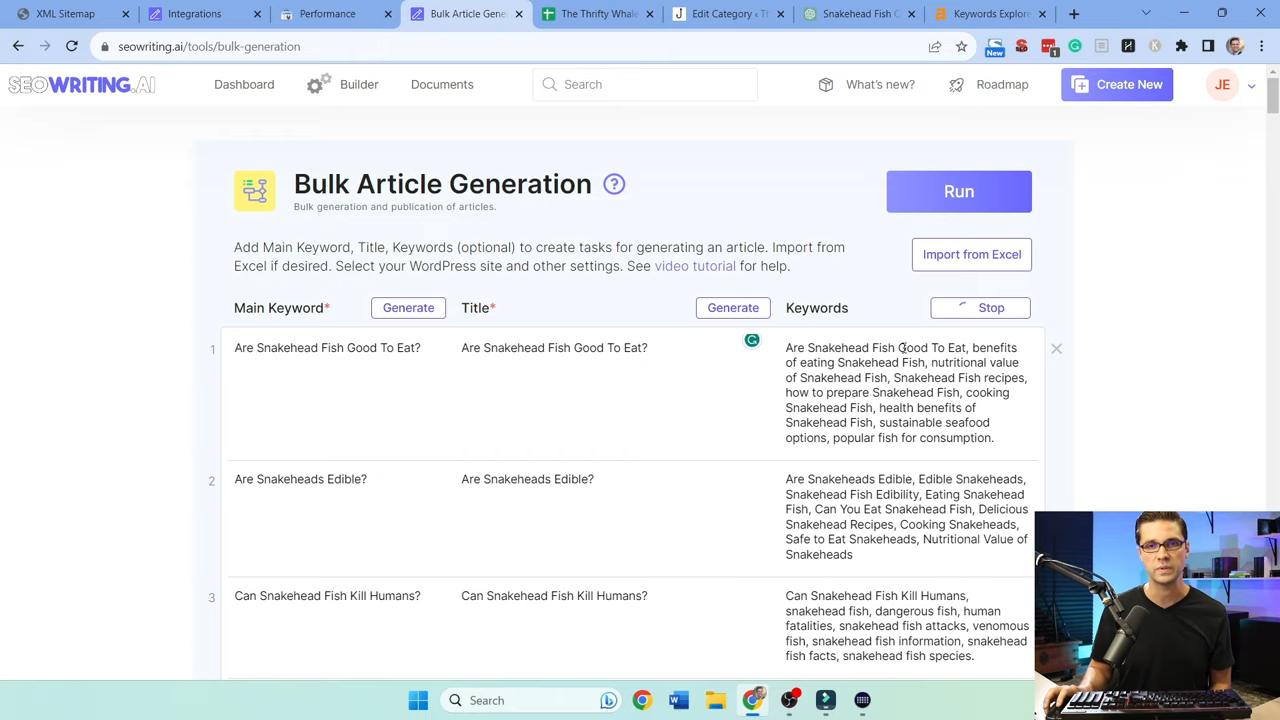 XML Sitemap
Integrations
Bulk Performan
Bulk Article Gen
The Thrifty Whale
Edit Category
Snakehead Fish
seowriting.ai/tools/bulk-generation
New
1
SEOWRITING.AI
Dashboard
Builder
Documents
Search
What's new?
Roadmap
Create New
JE
Bulk Article Generation
Bulk generation and publication of articles.
Run
Add Main Keyword, Title, Keywords (optional) to create tasks for generating an article. Import from
Excel if desired. Select your WordPress site and other settings. See video tutorial for help.
Import from Excel
Main Keyword*
Generate
Title*
Generate
Keywords
Stop
1
Are Snakehead Fish Good To Eat?
Are Snakehead Fish Good To Eat?
Are Snakehead Fish Good To Eat, benefits
of eating Snakehead Fish, nutritional value
of Snakehead Fish, Snakehead Fish recipes,
how to prepare Snakehead Fish, cooking
Snakehead Fish, health benefits of
Snakehead Fish, sustainable seafood
options, popular fish for consumption.
2
Are Snakeheads Edible?
Are Snakeheads Edible?
Are Snakeheads Edible, Edible Snakeheads,
Snakehead Fish Edibility, Eating Snakehead
Fish, Can You Eat Snakehead Fish, Delicious
Snakehead Recipes, Cooking Snakeheads,
Safe to Eat Snakeheads, Nutritional Value of
Snakeheads
3
Can Snakehead Fish Kill Humans?
Can Snakehead Fish Kill Humans?
Can Snakehead Fish Kill Humans,
snakehead fish, dangerous fish, human
fatalities, snakehead fish attacks, venomous
fish, snakehead fish information, snakehead
fish facts, snakehead fish species.
Search